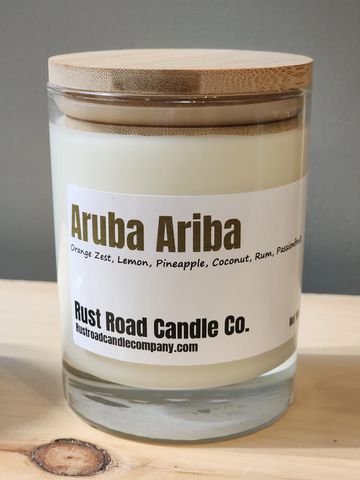 Aruba Ariba
Orange Zest, Lemon, Pineapple, Coconut, Rum, Passionfruit
Rust Road Candle Co.
Rustroadcandlecompany.com